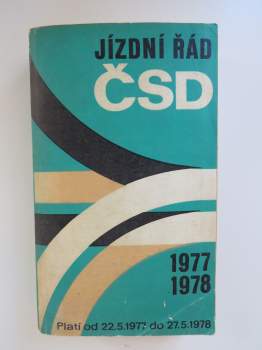 JÍZDNÍ ŘÁD
ČSD
1977
1978
Platí od 22.5.1977 do 27.5.1978